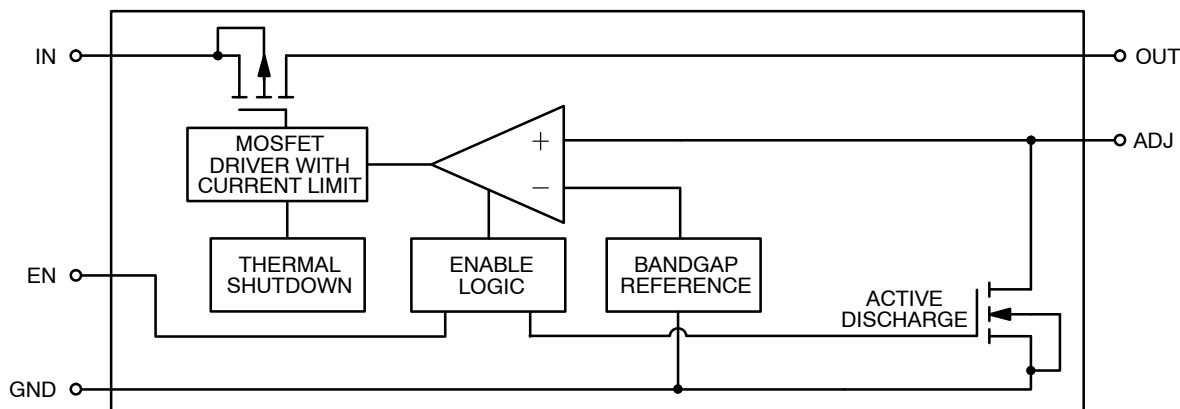 IN
OUT
MOSFET
DRIVER WITH
CURRENT LIMIT
+
−
ADJ
THERMAL
SHUTDOWN
ENABLE
LOGIC
BANDGAP
REFERENCE
EN
ACTIVE
DISCHARGE
GND